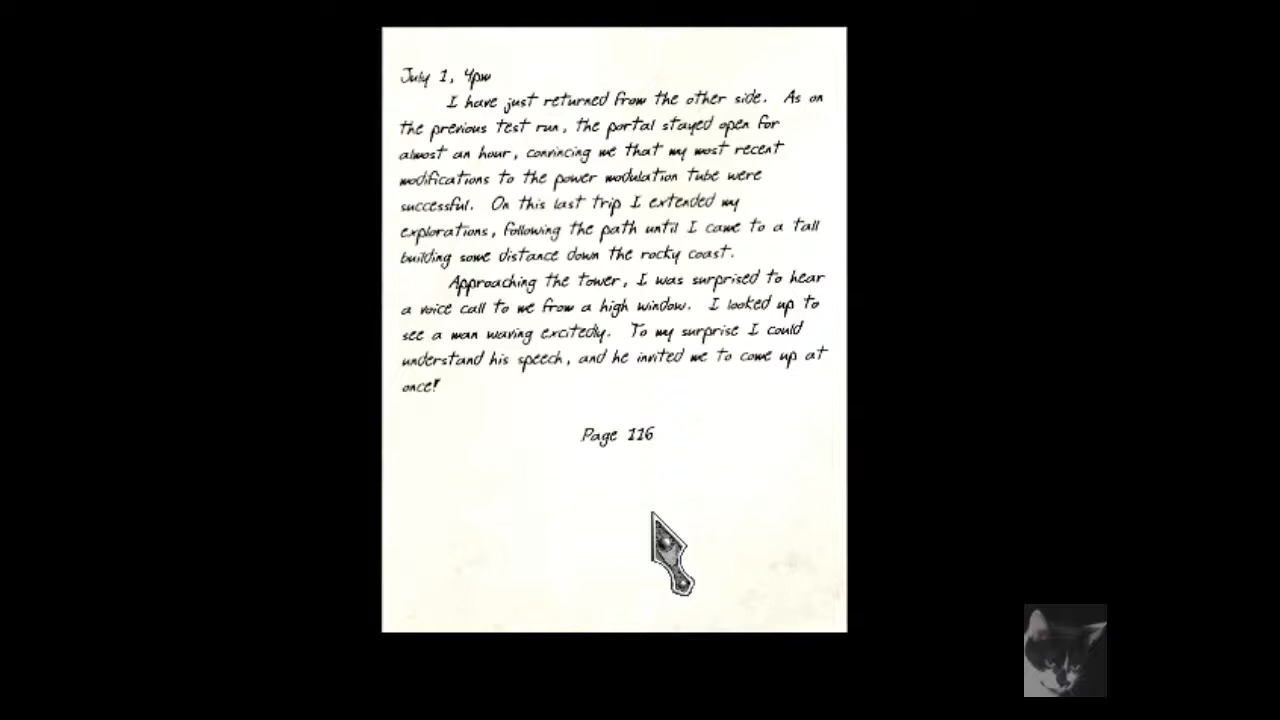 July 1, 4pm
I have just returned from the other side. As on
the previous test run, the portal stayed open for
almost an hour, convincing me that my most recent
modifications to the power modulation tube were
successful. On this last trip I extended my
explorations, following the path until I came to a tall
building some distance down the rocky coast.
Approaching the tower, I was surprised to hear
a voice call to me from a high window. I looked up to
see a man waving excitedly. To my surprise I could
understand his speech, and he invited me to come up at
once!
Page 116